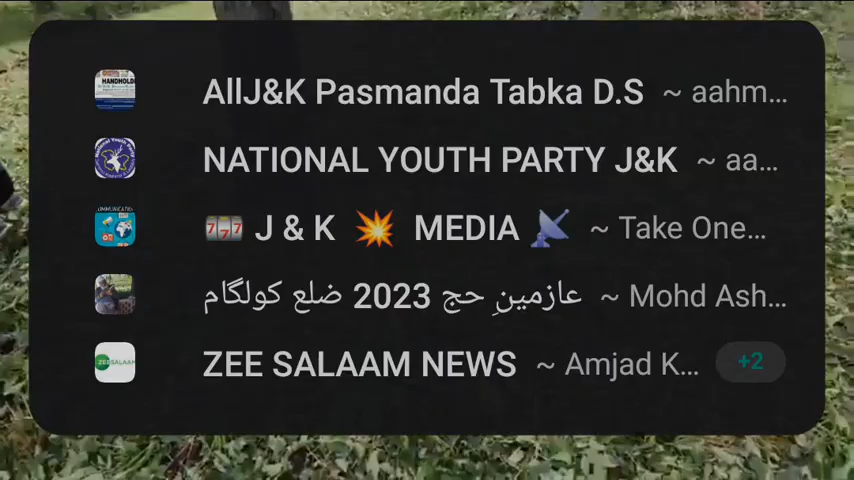 AllJ&K Pasmanda Tabka D.S ~ aahm...
NATIONAL YOUTH PARTY J&K ~ aa...
🎰 J & K 💥 MEDIA 📡 ~ Take One...
عازمینِ حج 2023 ضلع کولگام ~ Mohd Ash...
ZEE SALAAM NEWS ~ Amjad K... +2